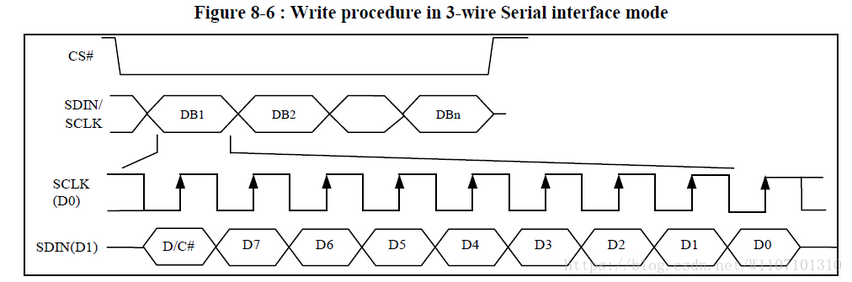 Figure 8-6 : Write procedure in 3-wire Serial interface mode
CS#
SDIN/
SCLK
DB1 DB2 DBn
SCLK
(D0)
SDIN(D1) D/C# D7 D6 D5 D4 D3 D2 D1 D0
https://blog.csdn.net/W1107101310